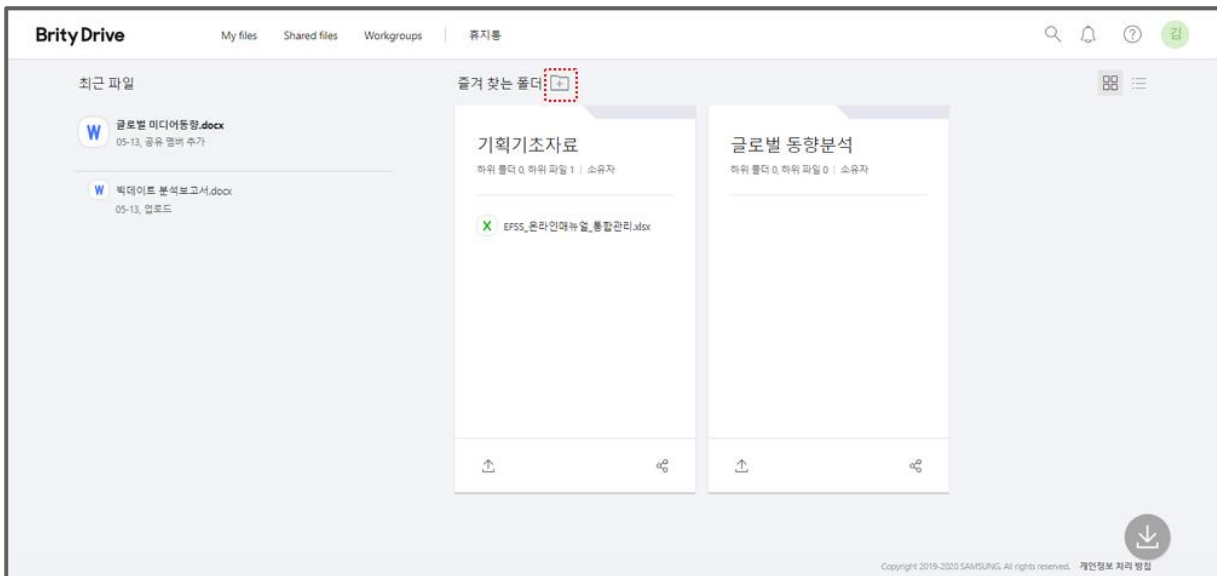 Brity Drive My files Shared files Workgroups 휴지통 김
최근 파일
W 글로벌 미디어동향.docx
05-13, 공유 멤버 추가
W 빅데이트 분석보고서.docx
05-13, 업로드
즐겨 찾는 폴더
기획기초자료
하위 폴더 0, 하위 파일 1 | 소유자
X EFSS_온라인매뉴얼_통합관리.xlsx
글로벌 동향분석
하위 폴더 0, 하위 파일 0 | 소유자
Copyright 2019-2020 SAMSUNG. All rights reserved. 개인정보 처리 방침